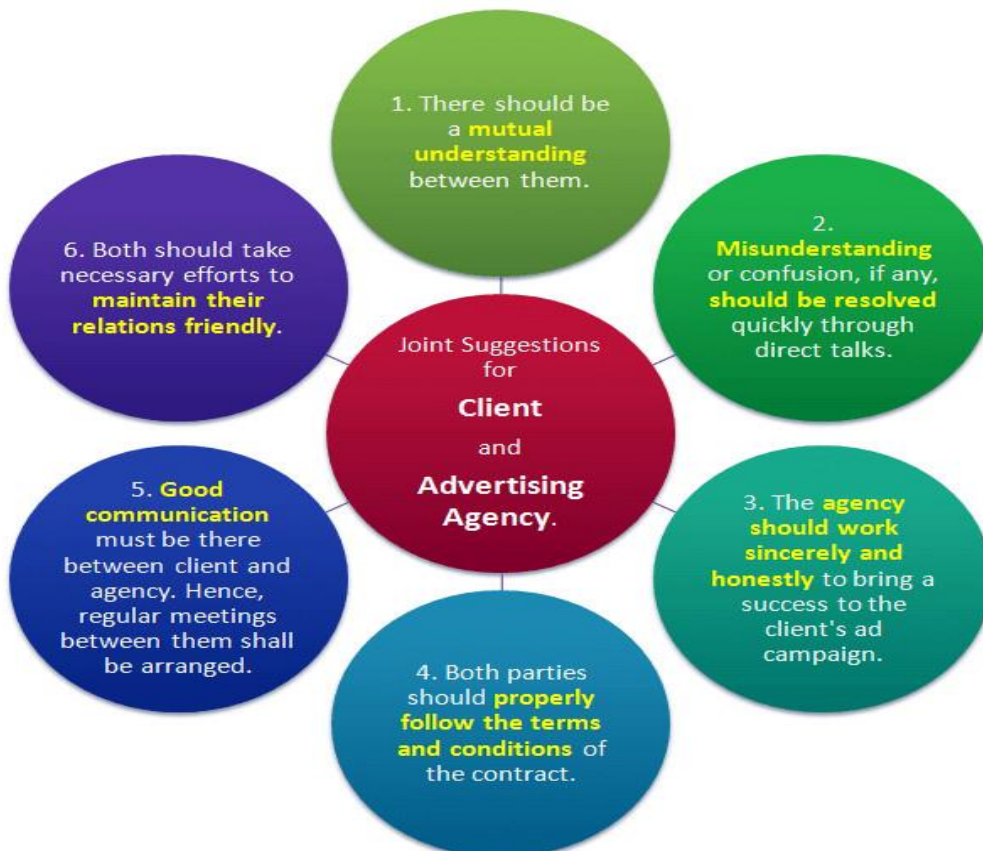 1. There should be
a mutual
understanding
between them.
2.
Misunderstanding
or confusion, if any,
should be resolved
quickly through
direct talks.
3. The agency
should work
sincerely and
honestly to bring a
success to the
client's ad
campaign.
4. Both parties
should properly
follow the terms
and conditions of
the contract.
5. Good
communication
must be there
between client and
agency. Hence,
regular meetings
between them shall
be arranged.
6. Both should take
necessary efforts to
maintain their
relations friendly.
Joint Suggestions
for
Client
and
Advertising
Agency.